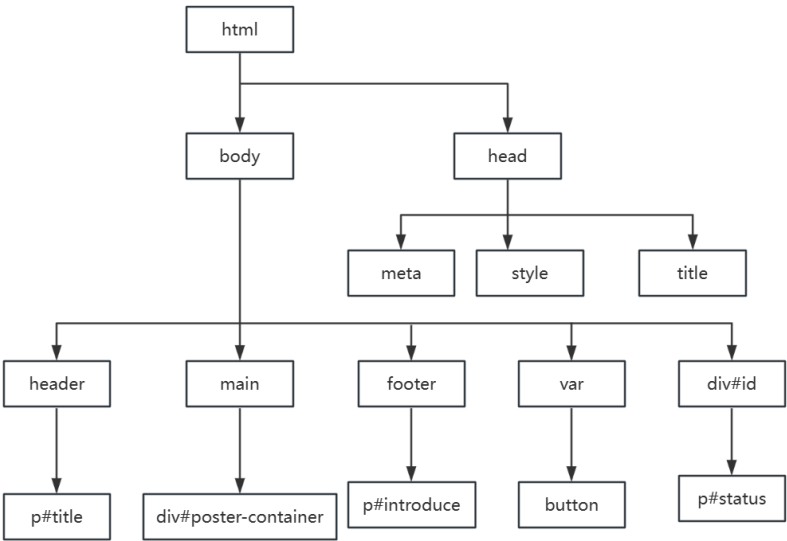 html
body
head
meta
style
title
header
main
footer
var
div#id
p#title
div#poster-container
p#introduce
button
p#status